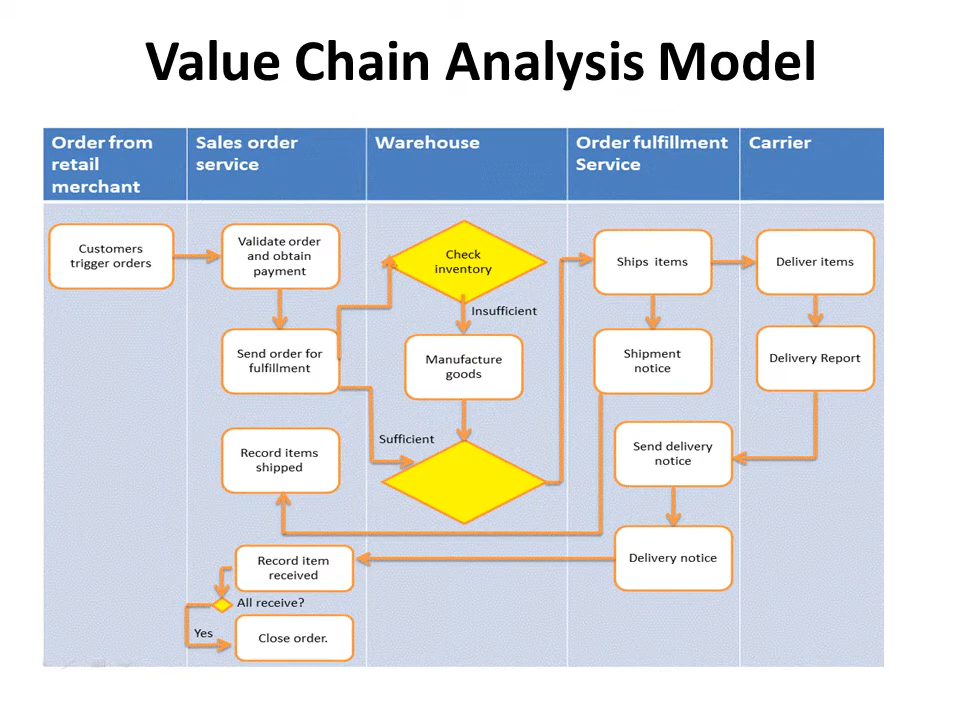 Value Chain Analysis Model
Order from
retail
merchant
Sales order
service
Warehouse
Order fulfillment
Service
Carrier
Customers
trigger orders
Validate order
and obtain
payment
Check
inventory
Ships items
Deliver items
Insufficient
Send order for
fulfillment
Manufacture
goods
Shipment
notice
Delivery Report
Sufficient
Record items
shipped
Send delivery
notice
Record item
received
Delivery notice
All receive?
Yes
Close order.